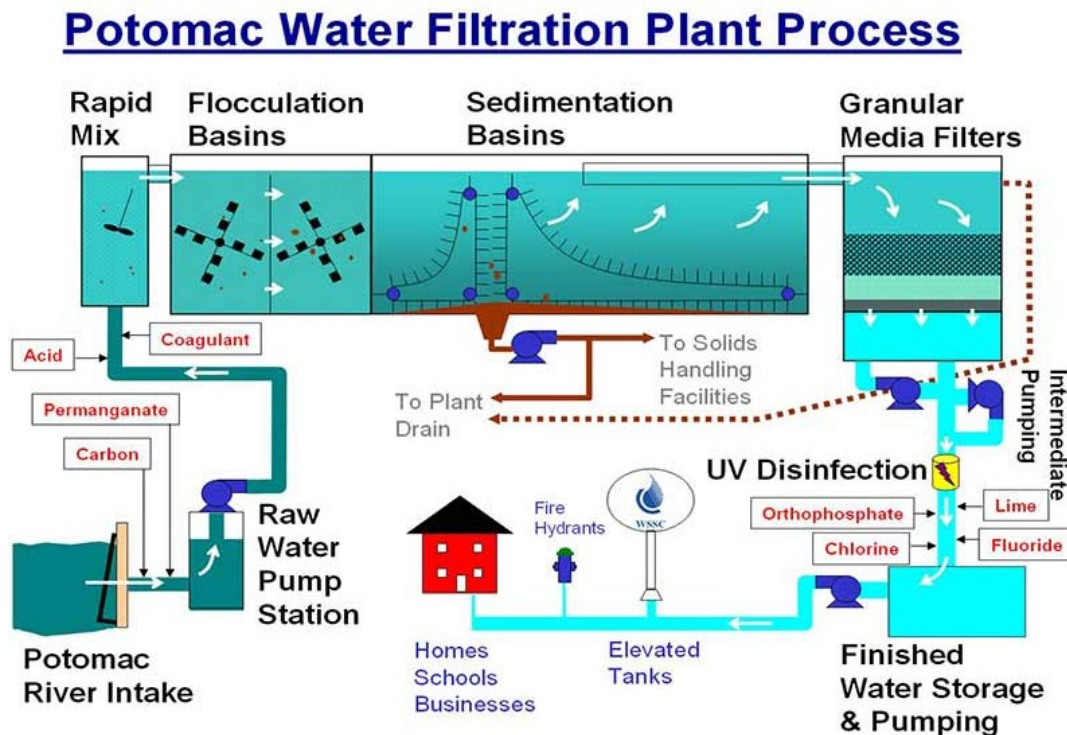 Potomac Water Filtration Plant Process
Rapid
Mix
Flocculation
Basins
Sedimentation
Basins
Granular
Media Filters
Coagulant
Acid
Permanganate
Carbon
To Solids
Handling
Facilities
To Plant
Drain
Intermediate
Pumping
UV Disinfection
Orthophosphate
Lime
Chlorine
Fluoride
Raw
Water
Pump
Station
Fire
Hydrants
WSSC
Potomac
River Intake
Homes
Schools
Businesses
Elevated
Tanks
Finished
Water Storage
& Pumping